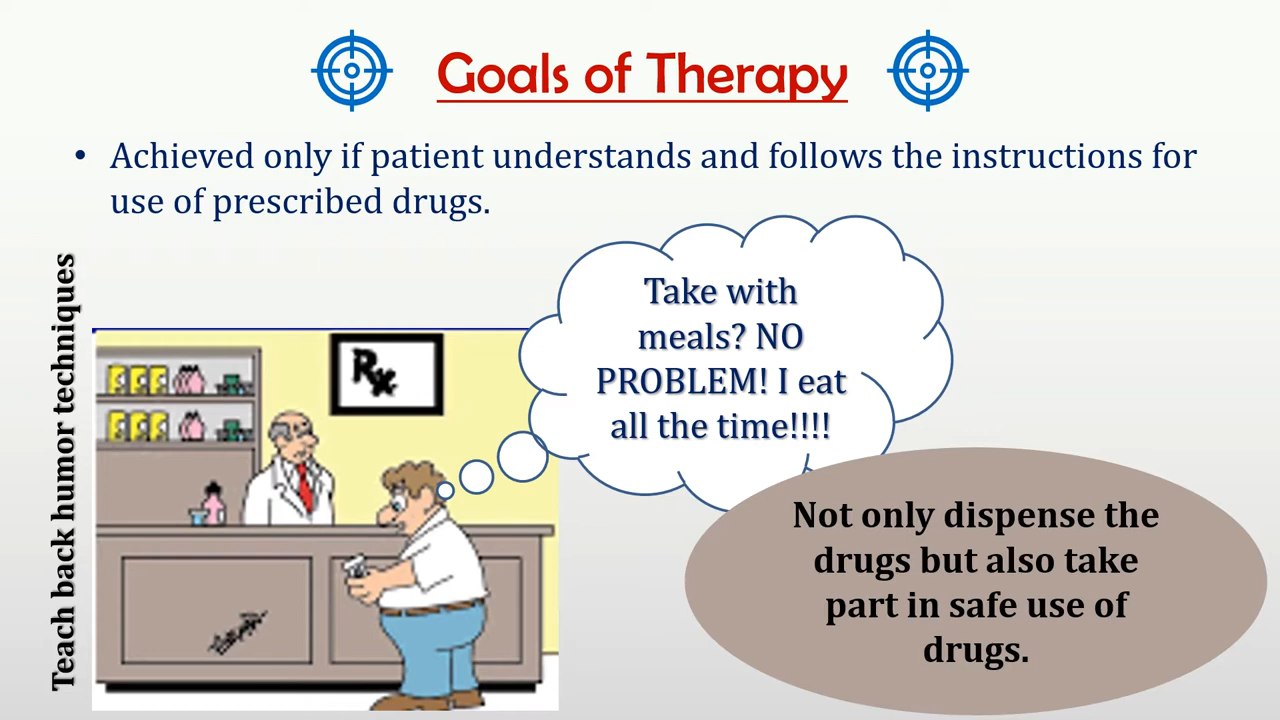 Goals of Therapy
• Achieved only if patient understands and follows the instructions for
use of prescribed drugs.
Teach back humor techniques
Rx
Take with
meals? NO
PROBLEM! I eat
all the time!!!!
Not only dispense the
drugs but also take
part in safe use of
drugs.